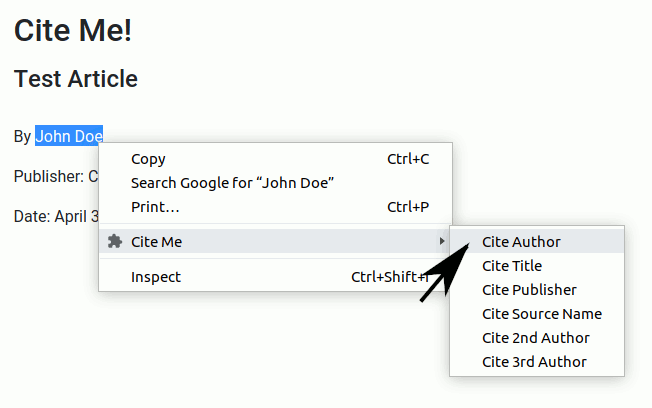 Cite Me!
Test Article
By John Doe
Publisher: C
Date: April 3
Copy Ctrl+C
Search Google for “John Doe”
Print… Ctrl+P
Cite Me
Inspect Ctrl+Shift+I
Cite Author
Cite Title
Cite Publisher
Cite Source Name
Cite 2nd Author
Cite 3rd Author